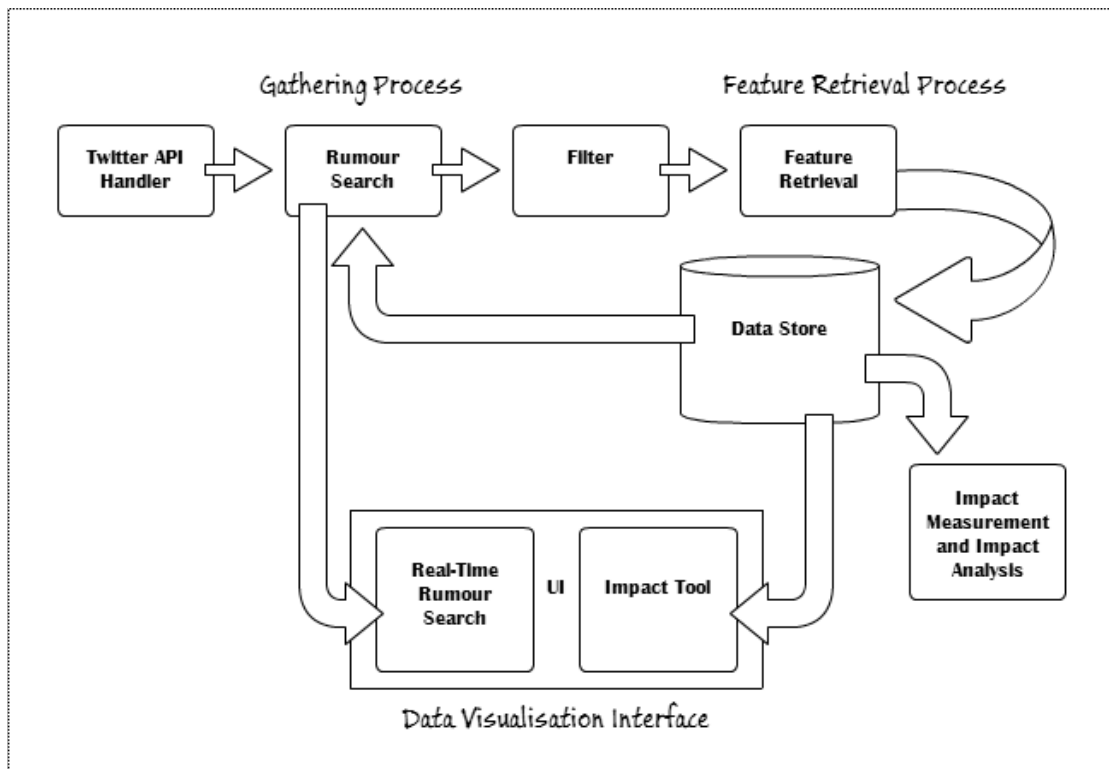 Gathering Process
Feature Retrieval Process
Twitter API
Handler
Rumour
Search
Filter
Feature
Retrieval
Data Store
Impact
Measurement
and Impact
Analysis
Real-Time
Rumour
Search
UI
Impact Tool
Data Visualisation Interface